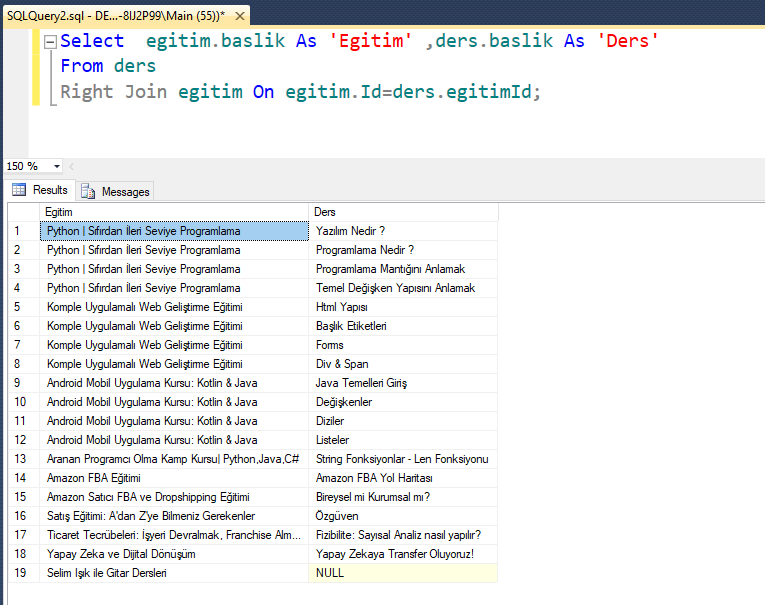 SQLQuery2.sql - DE...-8IJ2P99\Main (55))* ✕
Select  egitim.baslik As 'Egitim' ,ders.baslik As 'Ders'
From ders
Right Join egitim On egitim.Id=ders.egitimId;
150 %
Results Messages
Egitim Ders
1 Python | Sıfırdan İleri Seviye Programlama Yazılım Nedir ?
2 Python | Sıfırdan İleri Seviye Programlama Programlama Nedir ?
3 Python | Sıfırdan İleri Seviye Programlama Programlama Mantığını Anlamak
4 Python | Sıfırdan İleri Seviye Programlama Temel Değişken Yapısını Anlamak
5 Komple Uygulamalı Web Geliştirme Eğitimi Html Yapısı
6 Komple Uygulamalı Web Geliştirme Eğitimi Başlık Etiketleri
7 Komple Uygulamalı Web Geliştirme Eğitimi Forms
8 Komple Uygulamalı Web Geliştirme Eğitimi Div & Span
9 Android Mobil Uygulama Kursu: Kotlin & Java Java Temelleri Giriş
10 Android Mobil Uygulama Kursu: Kotlin & Java Değişkenler
11 Android Mobil Uygulama Kursu: Kotlin & Java Diziler
12 Android Mobil Uygulama Kursu: Kotlin & Java Listeler
13 Aranan Programcı Olma Kamp Kursu| Python,Java,C# String Fonksiyonlar - Len Fonksiyonu
14 Amazon FBA Eğitimi Amazon FBA Yol Haritası
15 Amazon Satıcı FBA ve Dropshipping Eğitimi Bireysel mi Kurumsal mı?
16 Satış Eğitimi: A'dan Z'ye Bilmeniz Gerekenler Özgüven
17 Ticaret Tecrübeleri: İşyeri Devralmak, Franchise Alm... Fizibilite: Sayısal Analiz nasıl yapılır?
18 Yapay Zeka ve Dijital Dönüşüm Yapay Zekaya Transfer Oluyoruz!
19 Selim Işık ile Gitar Dersleri NULL